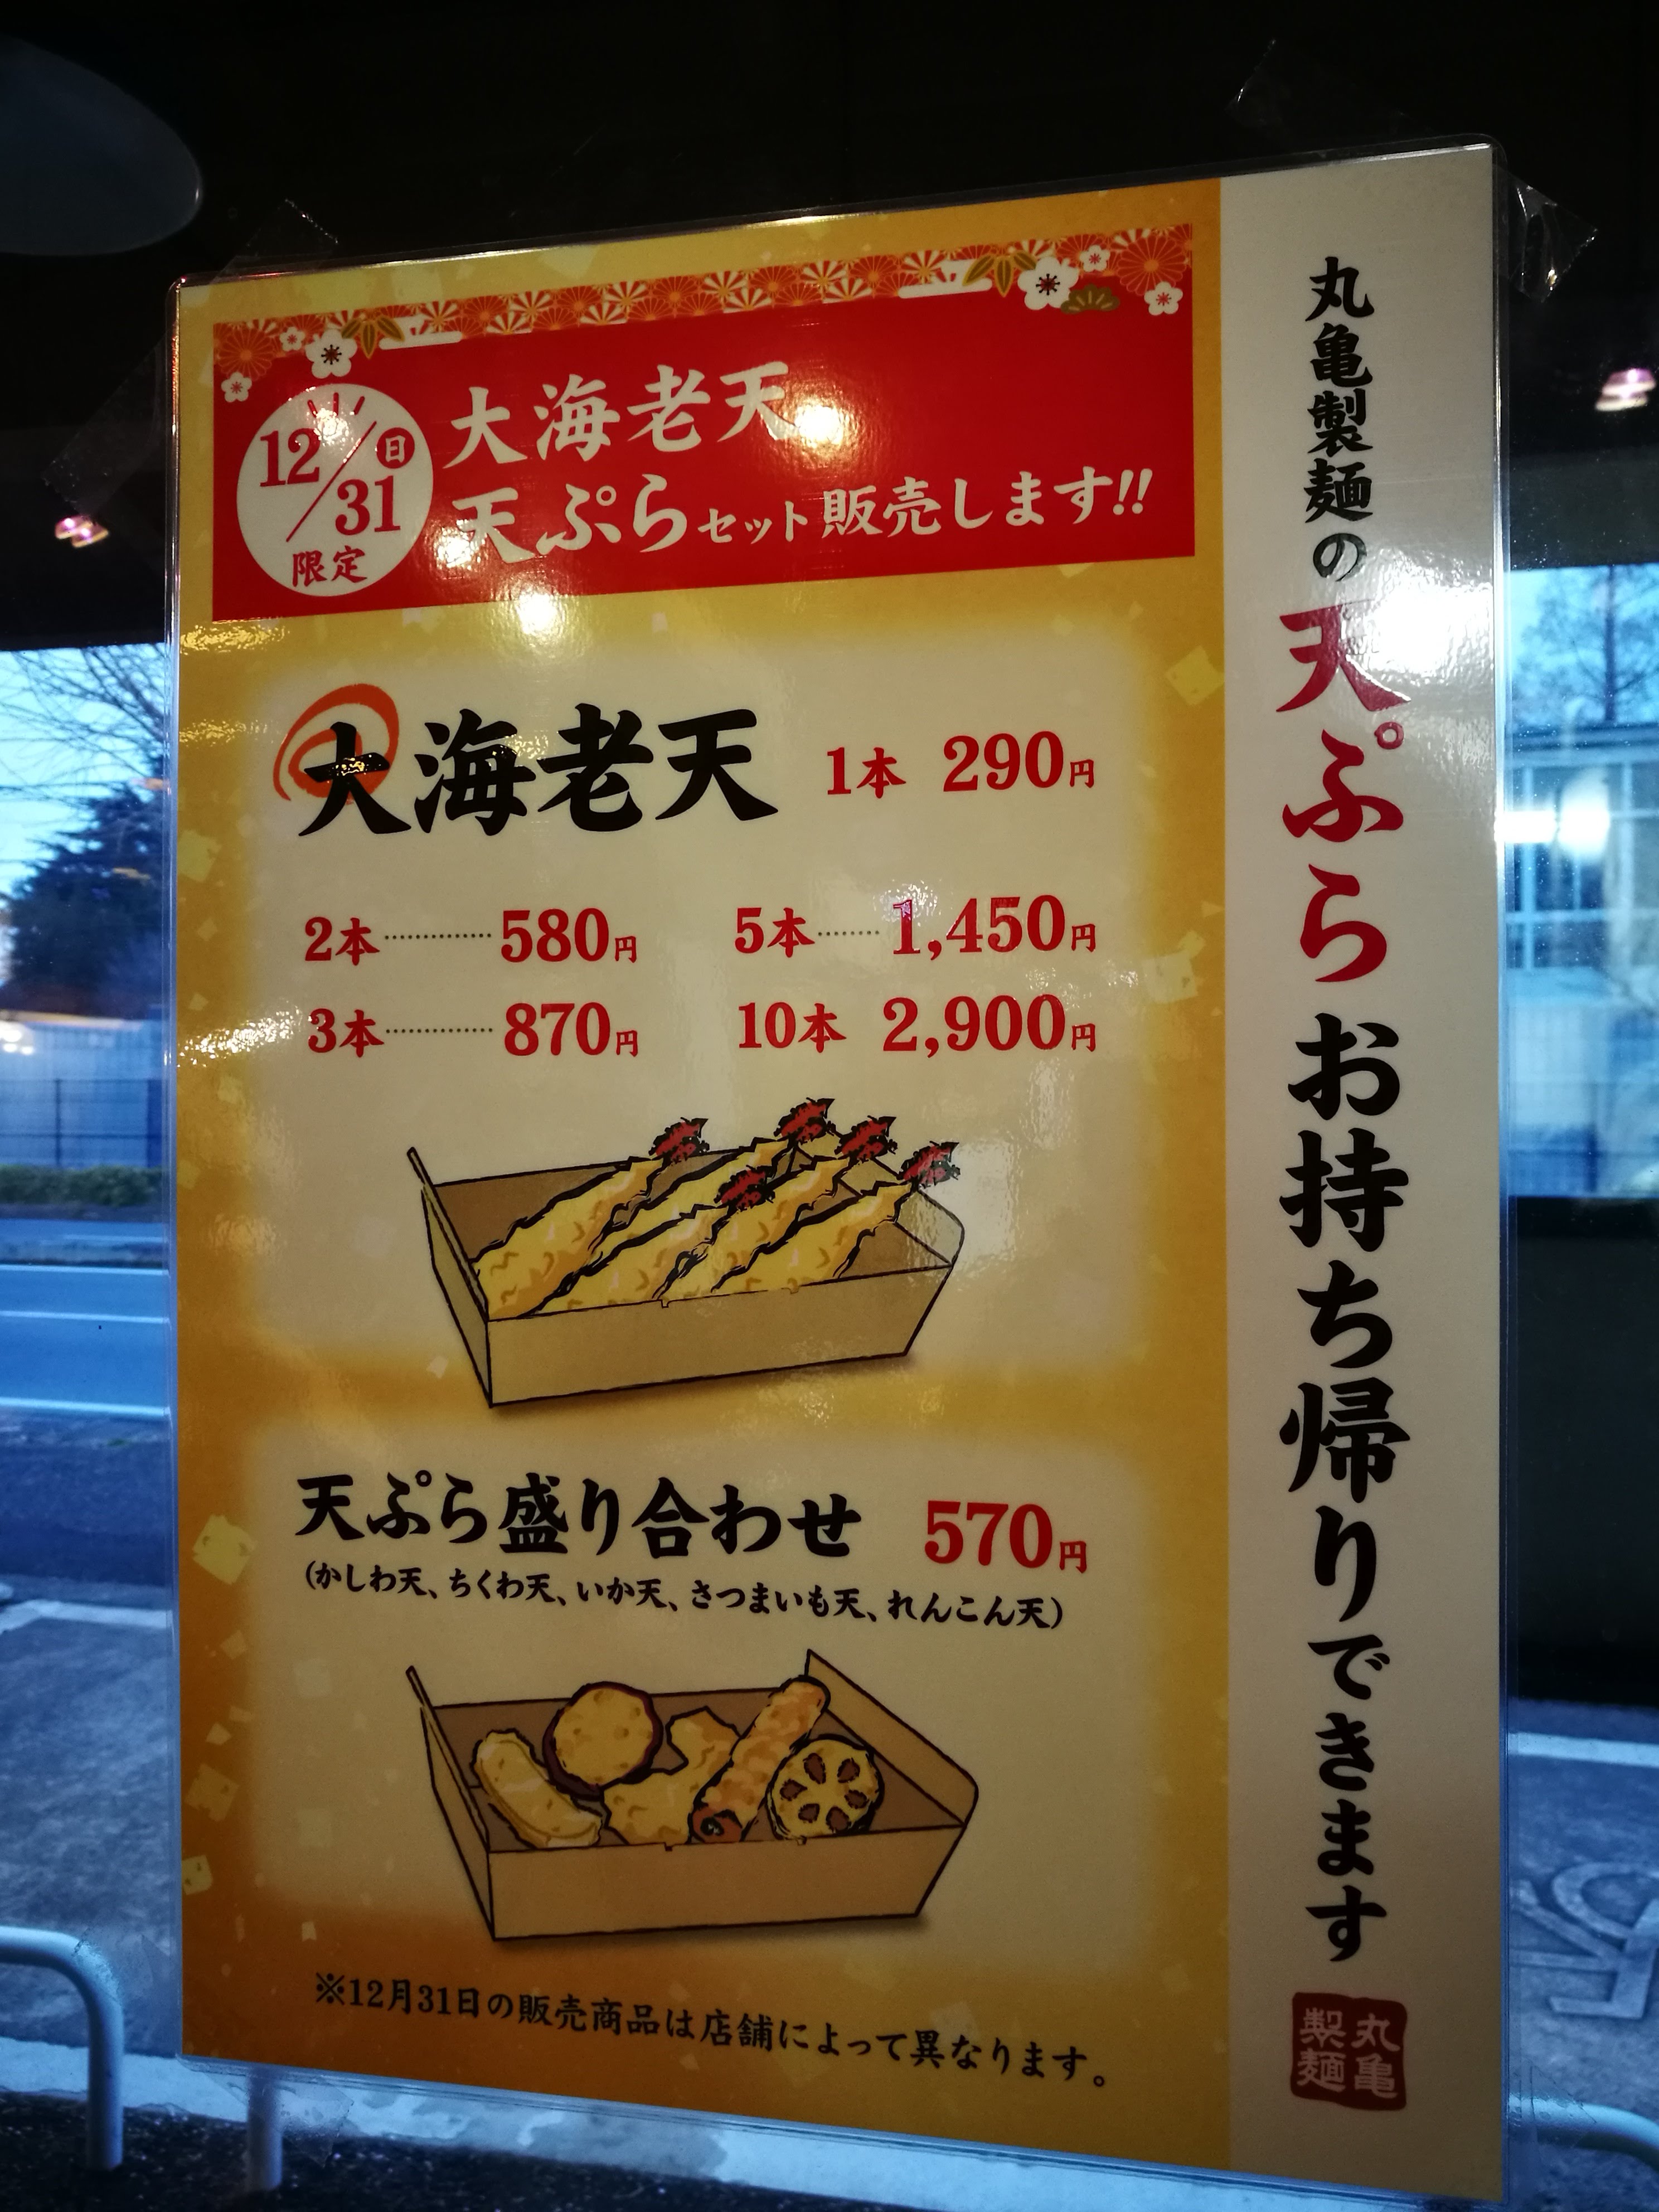 12/31日
限定
大海老天
天ぷらセット販売します!!
大海老天 1本 290円
2本………580円 5本……1,450円
3本………870円 10本 2,900円
天ぷら盛り合わせ 570円
(かしわ天、ちくわ天、いか天、さつまいも天、れんこん天)
※12月31日の販売商品は店舗によって異なります。
丸亀製麺の天ぷらお持ち帰りできます
丸亀
製麺